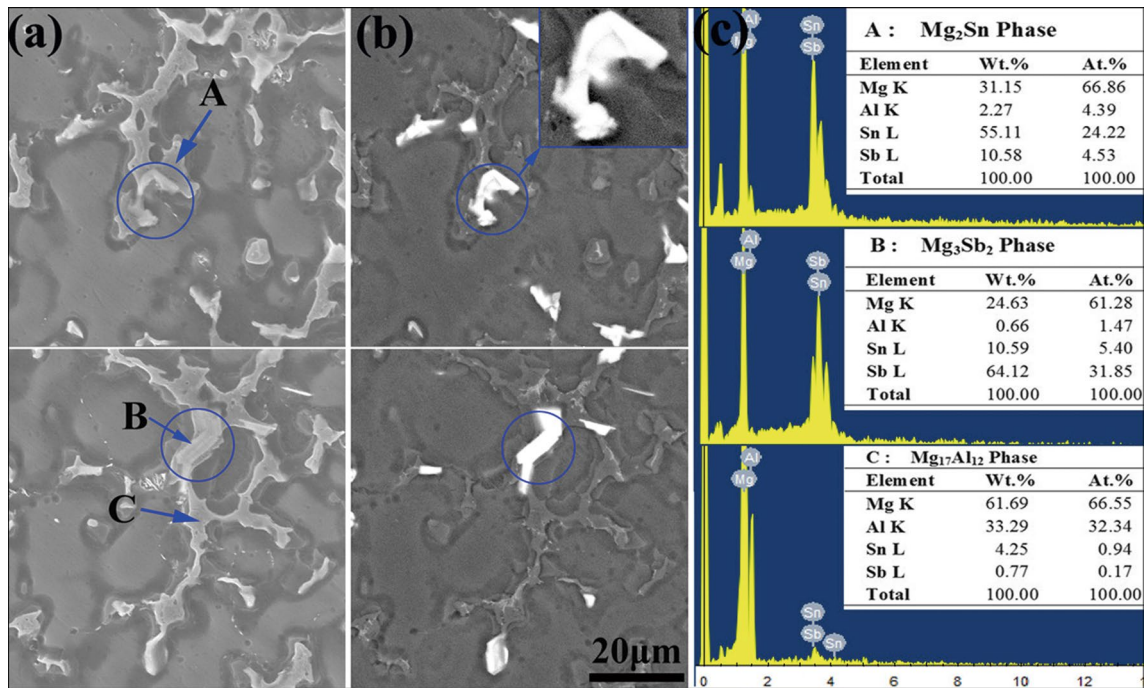 (a)
A
B
C
(b)
20μm
(c)
Al
Mg
Sn
Sb
A : Mg₂Sn Phase
Element Wt.% At.%
Mg K 31.15 66.86
Al K 2.27 4.39
Sn L 55.11 24.22
Sb L 10.58 4.53
Total 100.00 100.00
Al
Mg
Sb
Sn
B : Mg₃Sb₂ Phase
Element Wt.% At.%
Mg K 24.63 61.28
Al K 0.66 1.47
Sn L 10.59 5.40
Sb L 64.12 31.85
Total 100.00 100.00
Al
Mg
Sn
Sb
Sn
C : Mg₁₇Al₁₂ Phase
Element Wt.% At.%
Mg K 61.69 66.55
Al K 33.29 32.34
Sn L 4.25 0.94
Sb L 0.77 0.17
Total 100.00 100.00
0 2 4 6 8 10 12